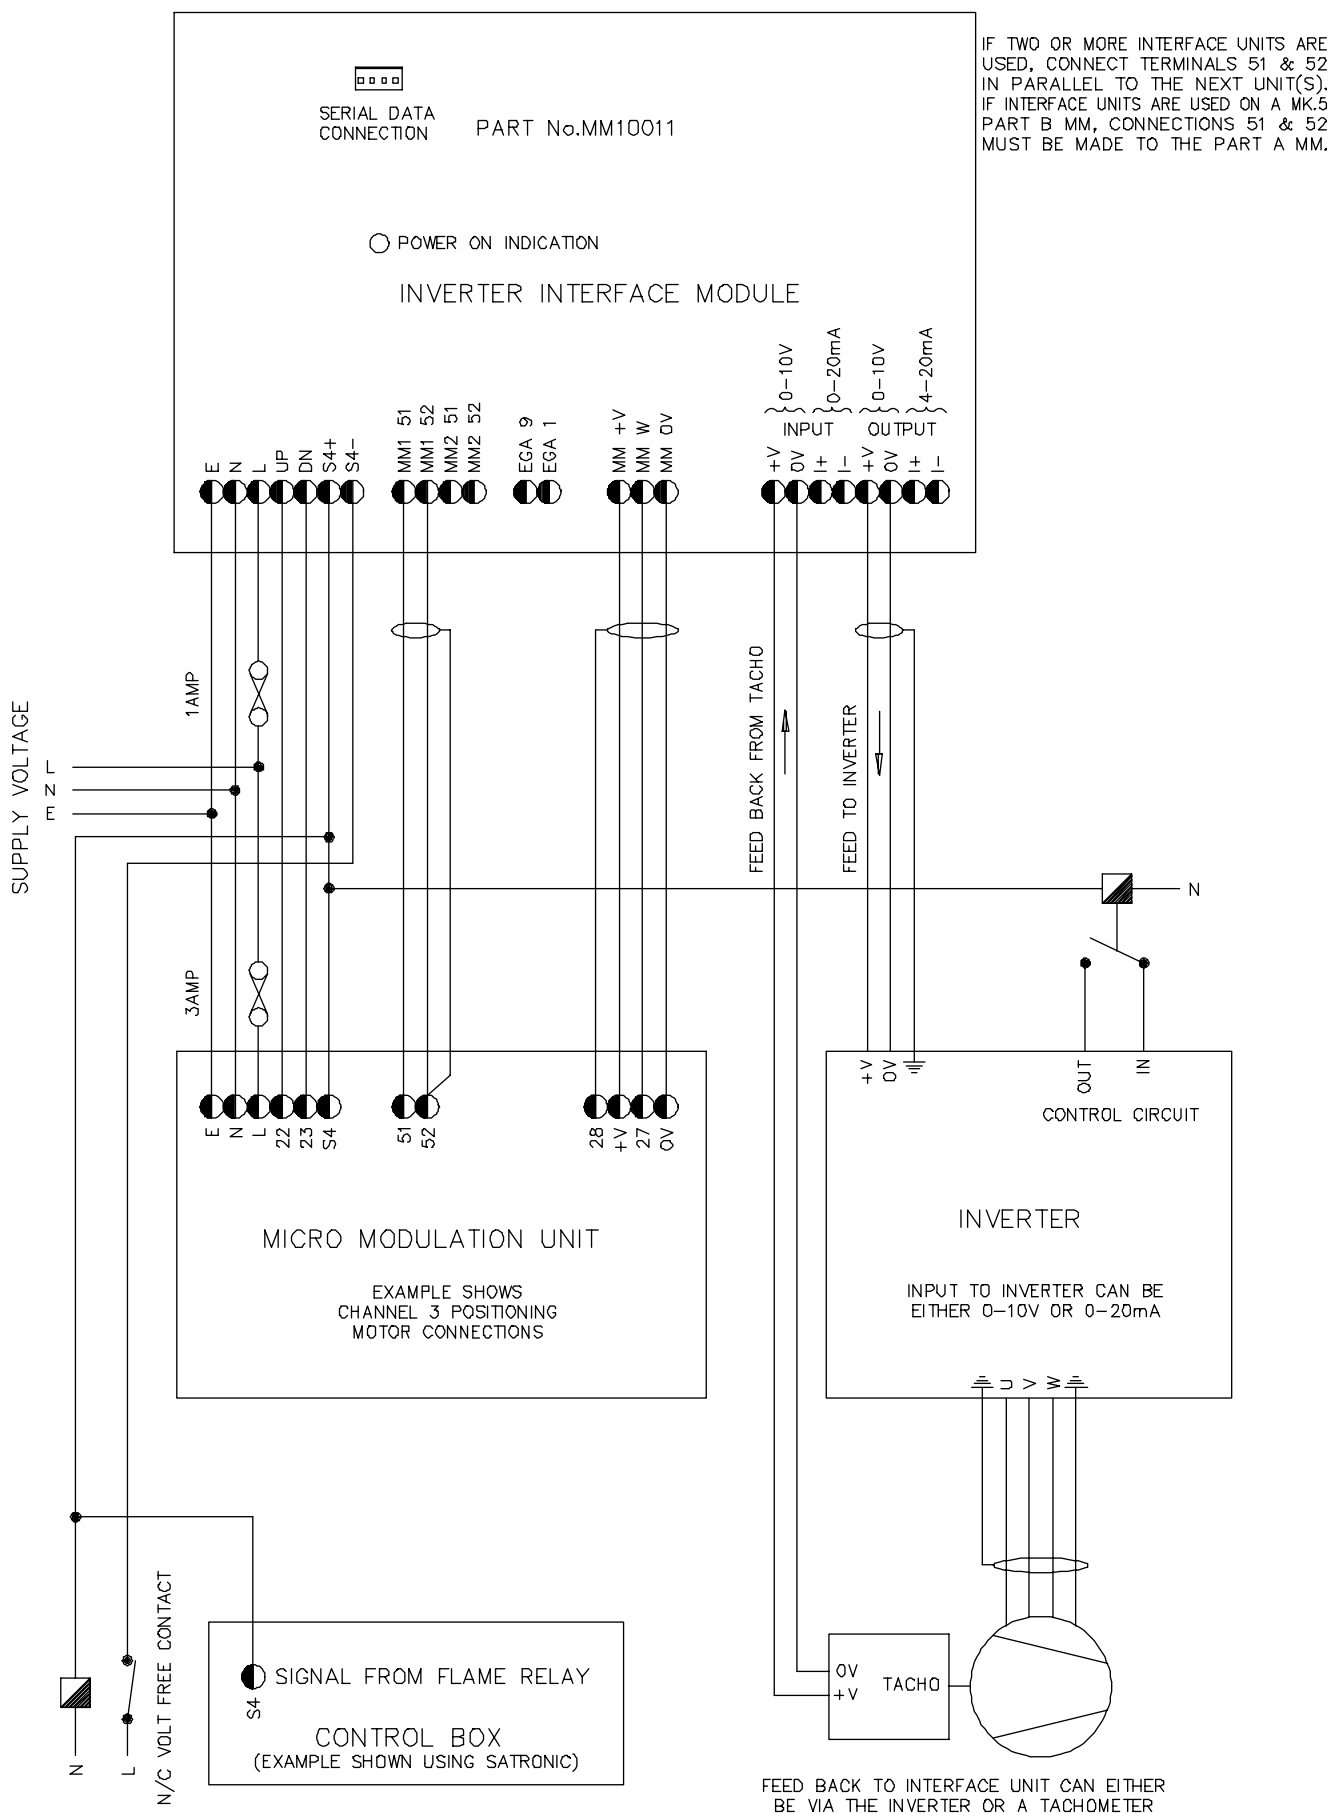 IF TWO OR MORE INTERFACE UNITS ARE
USED, CONNECT TERMINALS 51 & 52
IN PARALLEL TO THE NEXT UNIT(S).
IF INTERFACE UNITS ARE USED ON A MK.5
PART B MM, CONNECTIONS 51 & 52
MUST BE MADE TO THE PART A MM.
SERIAL DATA
CONNECTION
PART No.MM10011
POWER ON INDICATION
INVERTER INTERFACE MODULE
0-10V
0-20mA
0-10V
4-20mA
INPUT
OUTPUT
E
N
L
UP
DN
S4+
S4-
MM1 51
MM1 52
MM2 51
MM2 52
EGA 9
EGA 1
MM +V
MM W
MM 0V
+V
0V
I+
I-
+V
0V
I+
I-
1AMP
SUPPLY VOLTAGE
L
N
E
FEED BACK FROM TACHO
FEED TO INVERTER
N
3AMP
E
N
L
22
23
S4
51
52
28
+V
27
0V
+V
0V
OUT
IN
CONTROL CIRCUIT
MICRO MODULATION UNIT
EXAMPLE SHOWS
CHANNEL 3 POSITIONING
MOTOR CONNECTIONS
INVERTER
INPUT TO INVERTER CAN BE
EITHER 0-10V OR 0-20mA
U
V
W
N
L
N/C VOLT FREE CONTACT
S4
SIGNAL FROM FLAME RELAY
CONTROL BOX
(EXAMPLE SHOWN USING SATRONIC)
0V
+V
TACHO
FEED BACK TO INTERFACE UNIT CAN EITHER
BE VIA THE INVERTER OR A TACHOMETER